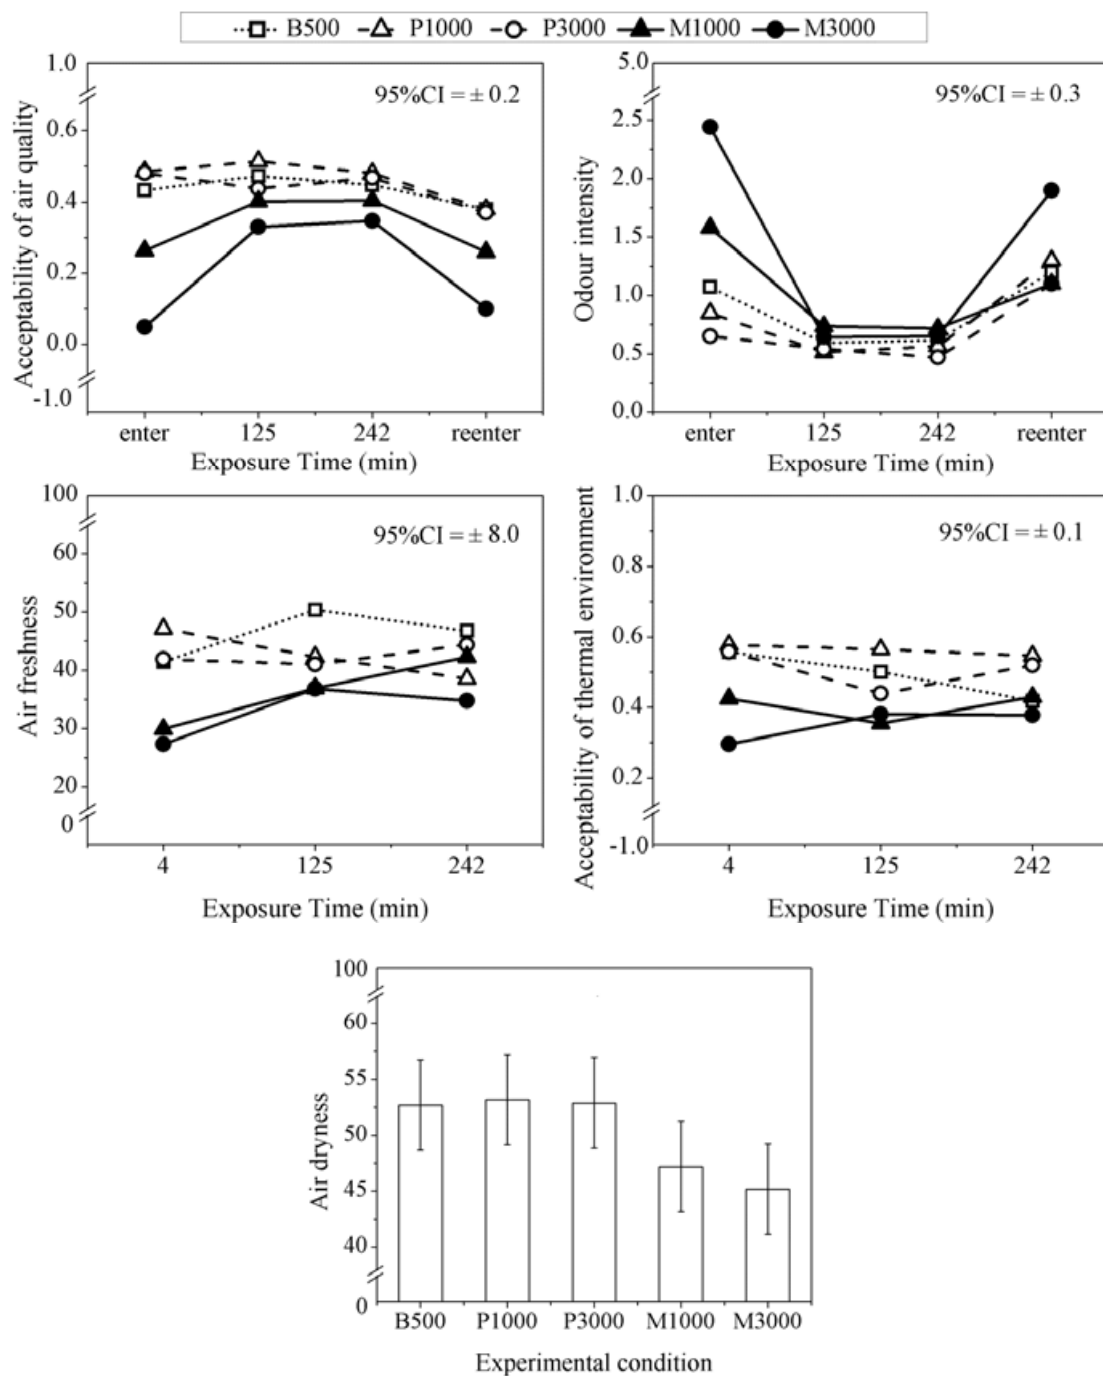 B500 P1000 P3000 M1000 M3000
1.0
95%CI = ± 0.2
0.6
0.4
0.2
0.0
-1.0
Acceptability of air quality
enter 125 242 reenter
Exposure Time (min)
5.0
95%CI = ± 0.3
2.5
2.0
1.5
1.0
0.5
0.0
Odour intensity
enter 125 242 reenter
Exposure Time (min)
100
95%CI = ± 8.0
60
50
40
30
20
0
Air freshness
4 125 242
Exposure Time (min)
1.0
95%CI = ± 0.1
0.8
0.6
0.4
0.2
-1.0
Acceptability of thermal environment
4 125 242
Exposure Time (min)
100
60
55
50
45
40
0
Air dryness
B500 P1000 P3000 M1000 M3000
Experimental condition